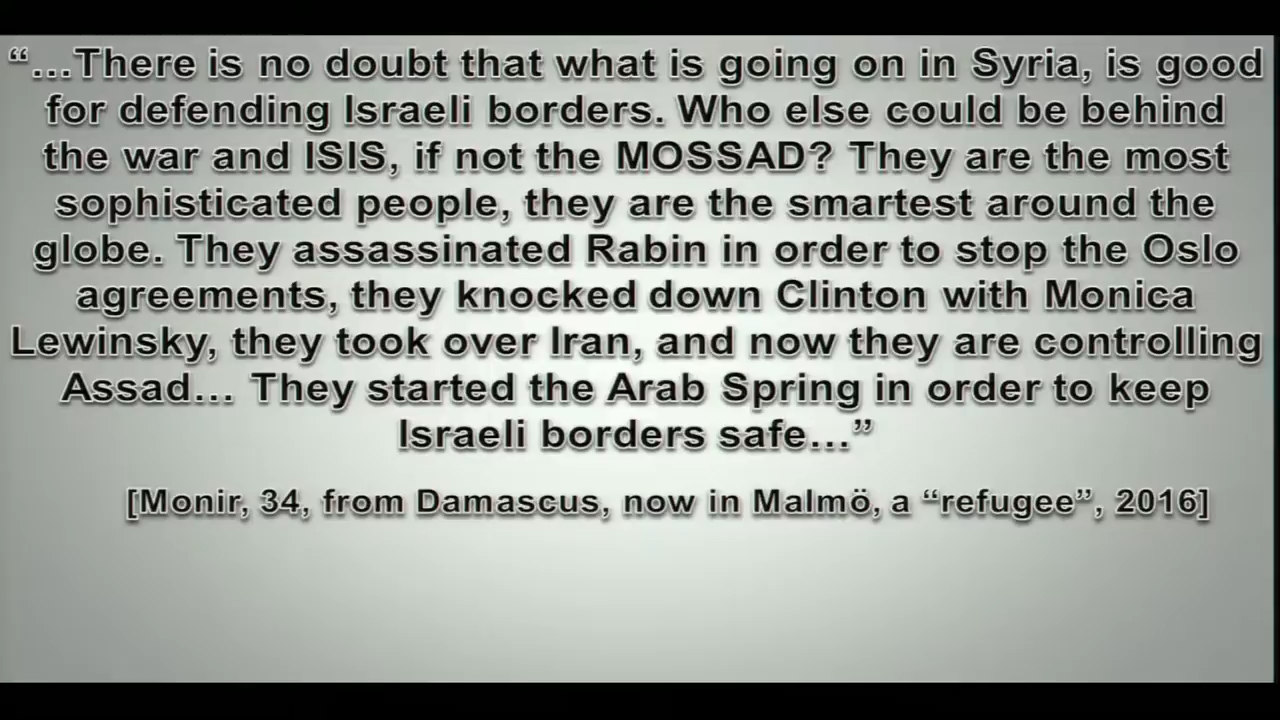 “...There is no doubt that what is going on in Syria, is good
for defending Israeli borders. Who else could be behind
the war and ISIS, if not the MOSSAD? They are the most
sophisticated people, they are the smartest around the
globe. They assassinated Rabin in order to stop the Oslo
agreements, they knocked down Clinton with Monica
Lewinsky, they took over Iran, and now they are controlling
Assad... They started the Arab Spring in order to keep
Israeli borders safe...”
[Monir, 34, from Damascus, now in Malmö, a “refugee”, 2016]